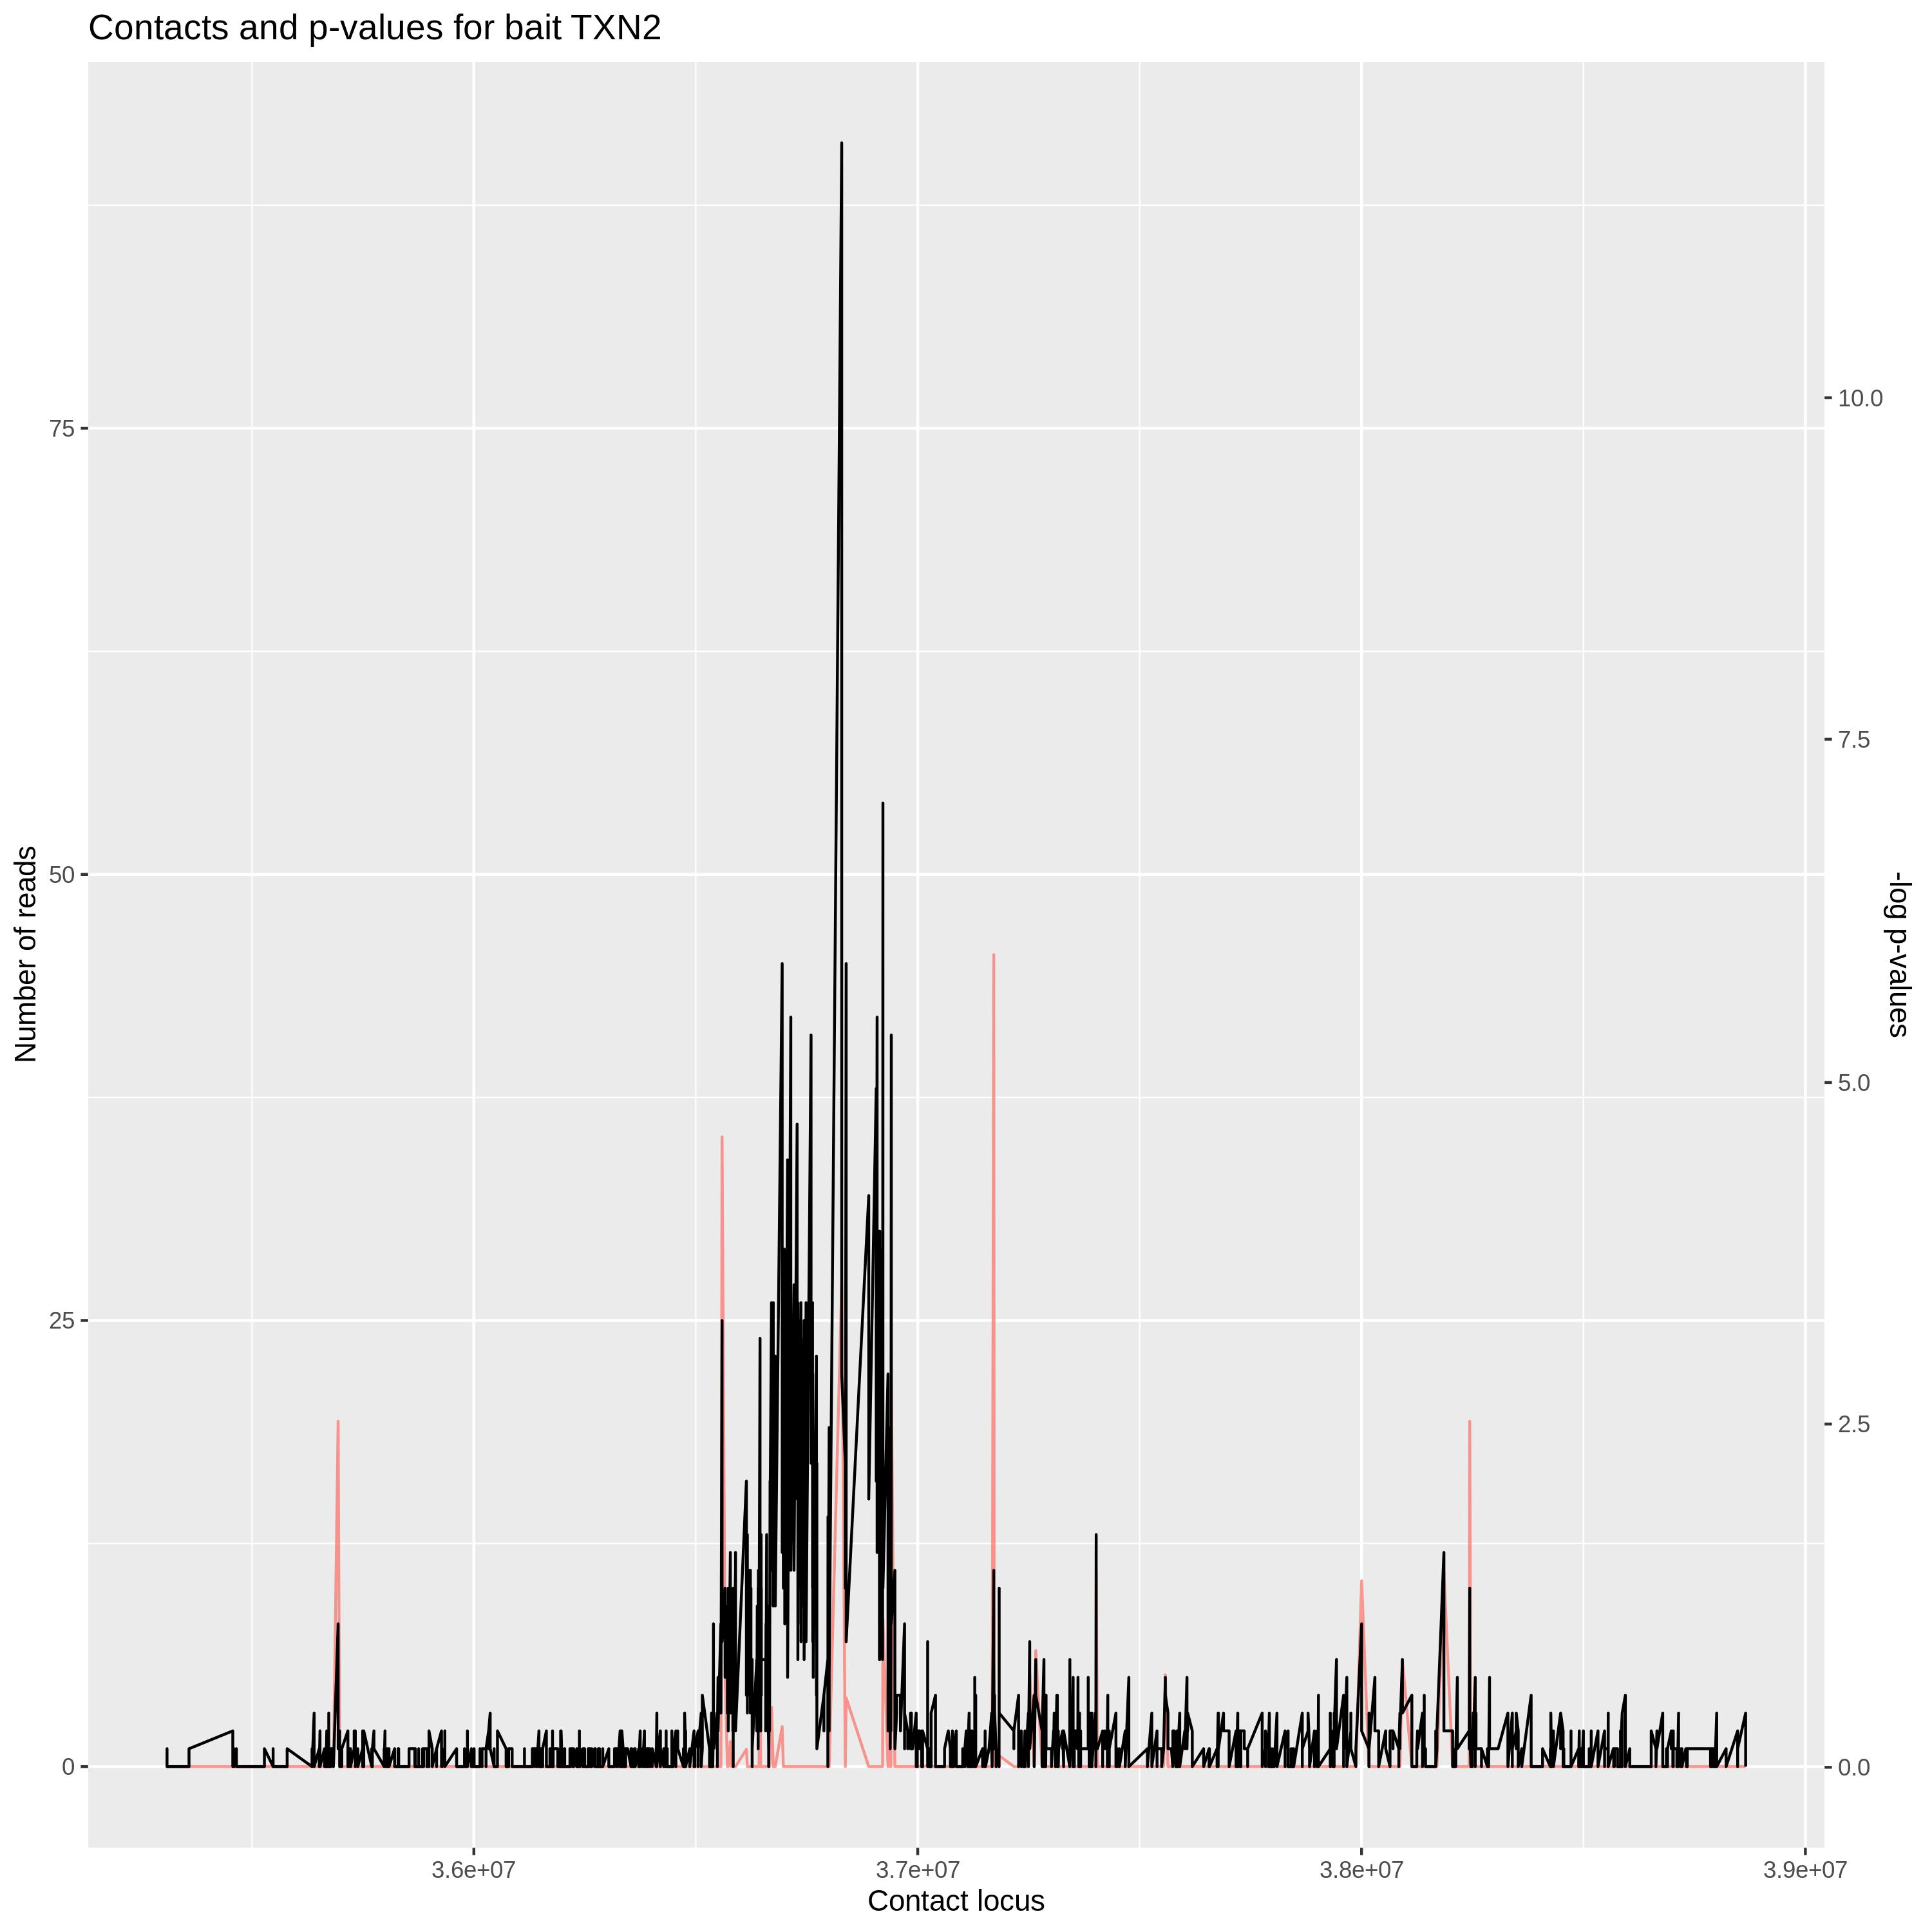 Contacts and p-values for bait TXN2
Number of reads
75
50
25
0
10.0
7.5
5.0
2.5
0.0
-log p-values
3.6e+07
3.7e+07
3.8e+07
3.9e+07
Contact locus